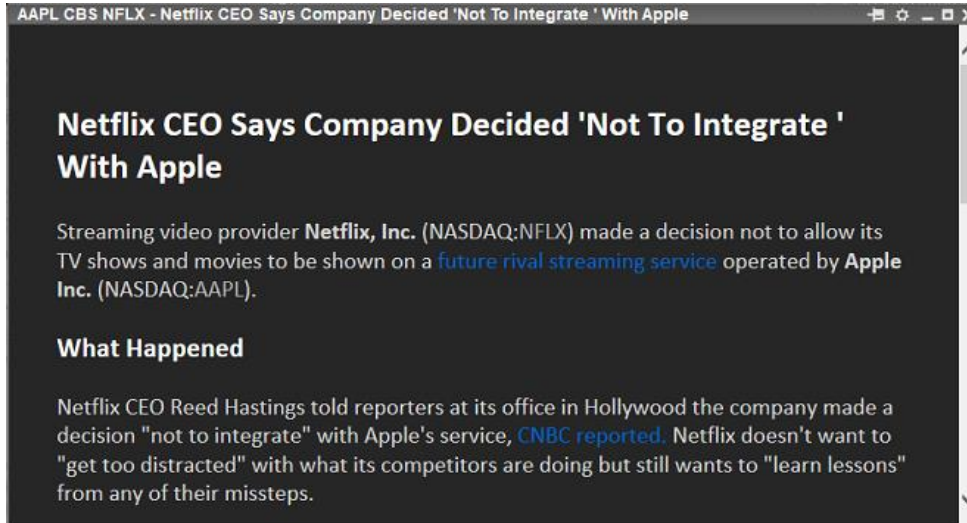 AAPL CBS NFLX - Netflix CEO Says Company Decided 'Not To Integrate ' With Apple
Netflix CEO Says Company Decided 'Not To Integrate '
With Apple
Streaming video provider Netflix, Inc. (NASDAQ:NFLX) made a decision not to allow its
TV shows and movies to be shown on a future rival streaming service operated by Apple
Inc. (NASDAQ:AAPL).
What Happened
Netflix CEO Reed Hastings told reporters at its office in Hollywood the company made a
decision "not to integrate" with Apple's service, CNBC reported. Netflix doesn't want to
"get too distracted" with what its competitors are doing but still wants to "learn lessons"
from any of their missteps.